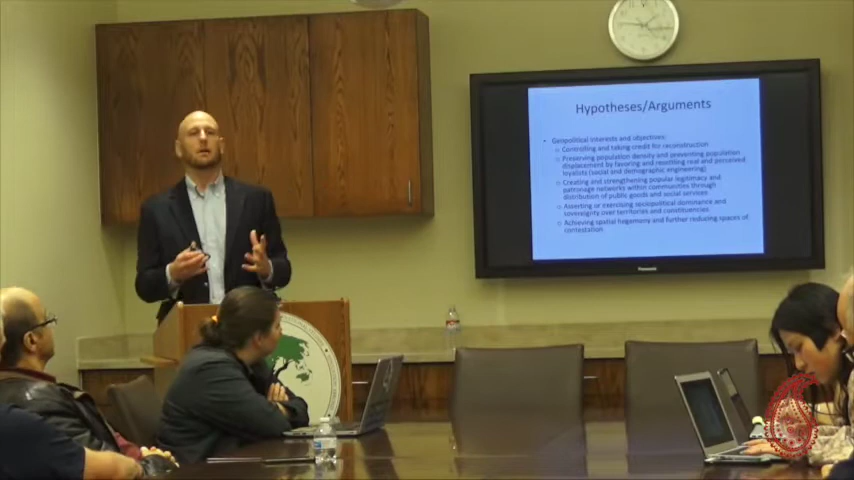 Hypotheses/Arguments
• Geopolitical interests and objectives:
○ Controlling and taking credit for reconstruction
○ Preserving population density and preventing population
displacement by favoring and resettling real and perceived
loyalists (social and demographic engineering)
○ Creating and strengthening popular legitimacy and
patronage networks within communities through
distribution of public goods and social services
○ Asserting or exercising sociopolitical dominance and
sovereignty over territories and constituencies
○ Achieving spatial hegemony and further reducing spaces of
contestation
Panasonic